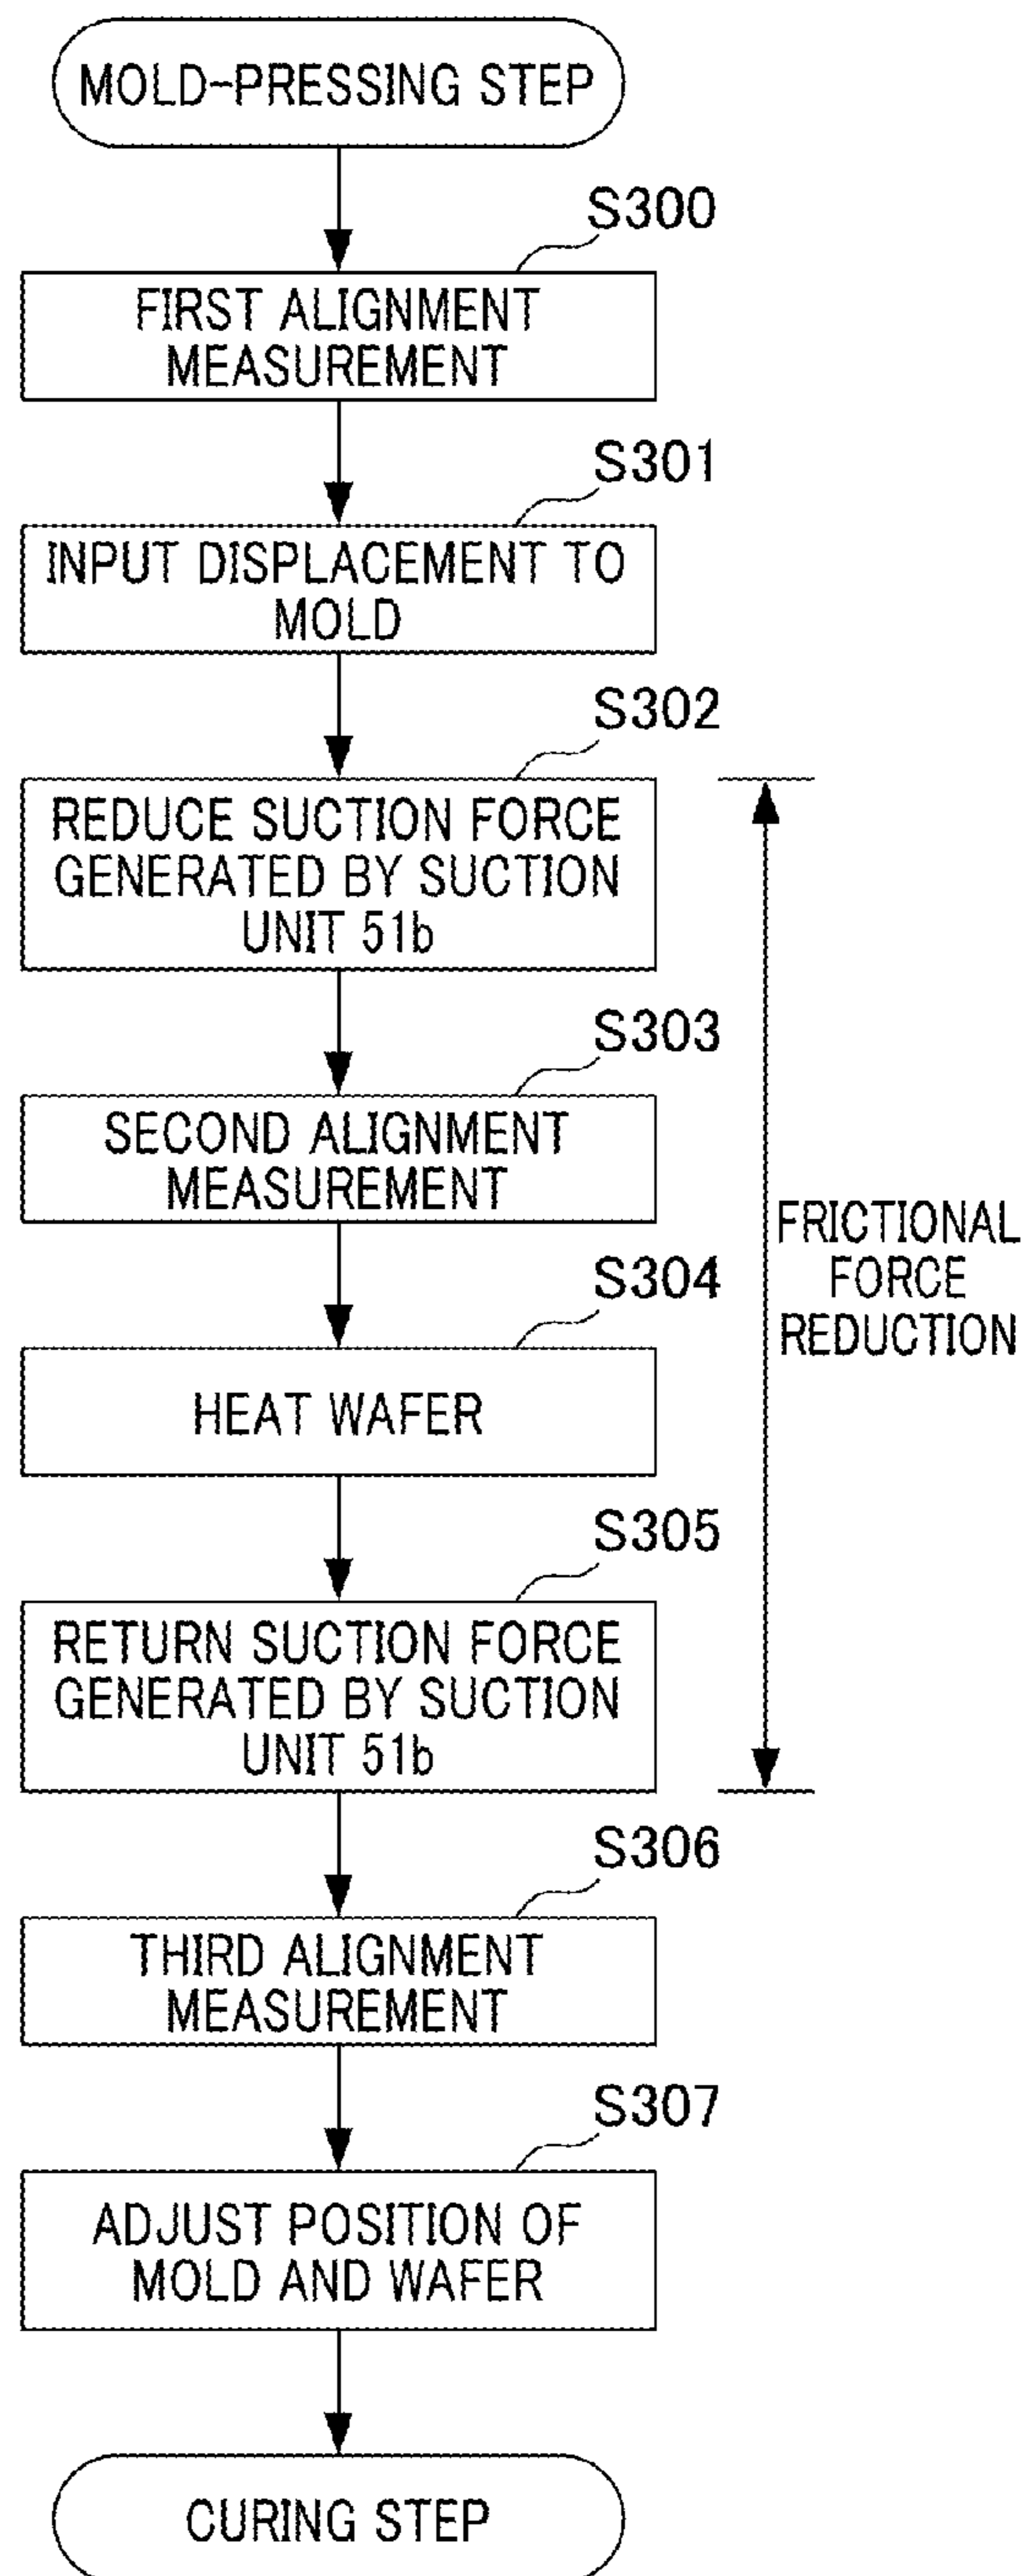 MOLD-PRESSING STEP
S300
FIRST ALIGNMENT
MEASUREMENT
S301
INPUT DISPLACEMENT TO
MOLD
S302
REDUCE SUCTION FORCE
GENERATED BY SUCTION
UNIT 51b
S303
SECOND ALIGNMENT
MEASUREMENT
FRICTIONAL
FORCE
REDUCTION
S304
HEAT WAFER
S305
RETURN SUCTION FORCE
GENERATED BY SUCTION
UNIT 51b
S306
THIRD ALIGNMENT
MEASUREMENT
S307
ADJUST POSITION OF
MOLD AND WAFER
CURING STEP